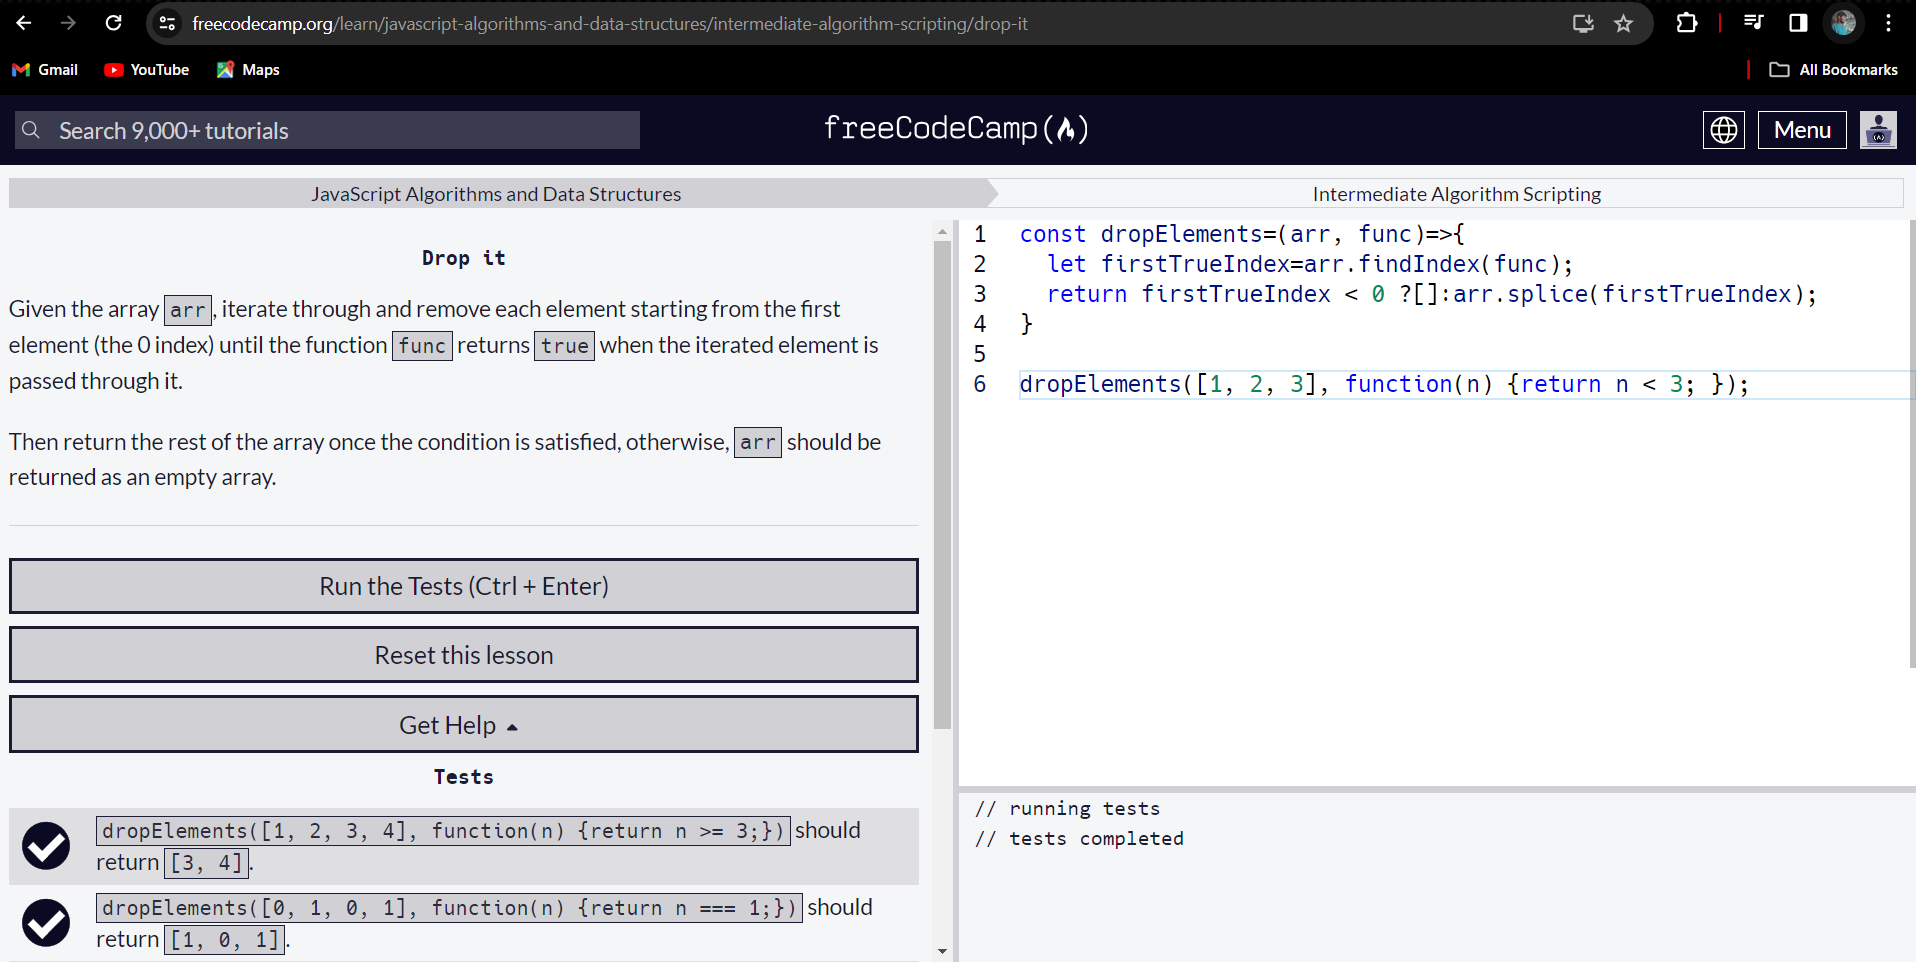 freecodecamp.org/learn/javascript-algorithms-and-data-structures/intermediate-algorithm-scripting/drop-it
Gmail YouTube Maps All Bookmarks
Search 9,000+ tutorials
freeCodeCamp(🔥)
Menu
JavaScript Algorithms and Data Structures
Intermediate Algorithm Scripting
Drop it
Given the array arr, iterate through and remove each element starting from the first
element (the 0 index) until the function func returns true when the iterated element is
passed through it.
Then return the rest of the array once the condition is satisfied, otherwise, arr should be
returned as an empty array.
Run the Tests (Ctrl + Enter)
Reset this lesson
Get Help
Tests
dropElements([1, 2, 3, 4], function(n) {return n >= 3;}) should
return [3, 4].
dropElements([0, 1, 0, 1], function(n) {return n === 1;}) should
return [1, 0, 1].
1 const dropElements=(arr, func)=>{
2 let firstTrueIndex=arr.findIndex(func);
3 return firstTrueIndex < 0 ?[]:arr.splice(firstTrueIndex);
4 }
5
6 dropElements([1, 2, 3], function(n) {return n < 3; });
// running tests
// tests completed